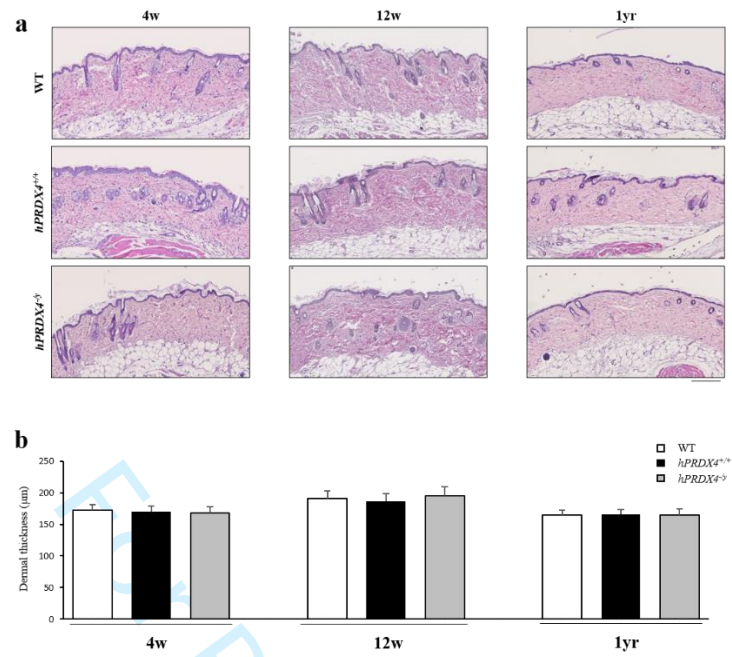 a
4w 12w 1yr
WT
hPRDX4+/+
hPRDX4-/y
b
WT
hPRDX4+/+
hPRDX4-/y
Dermal thickness (μm)
250
200
150
100
50
0
4w 12w 1yr
For